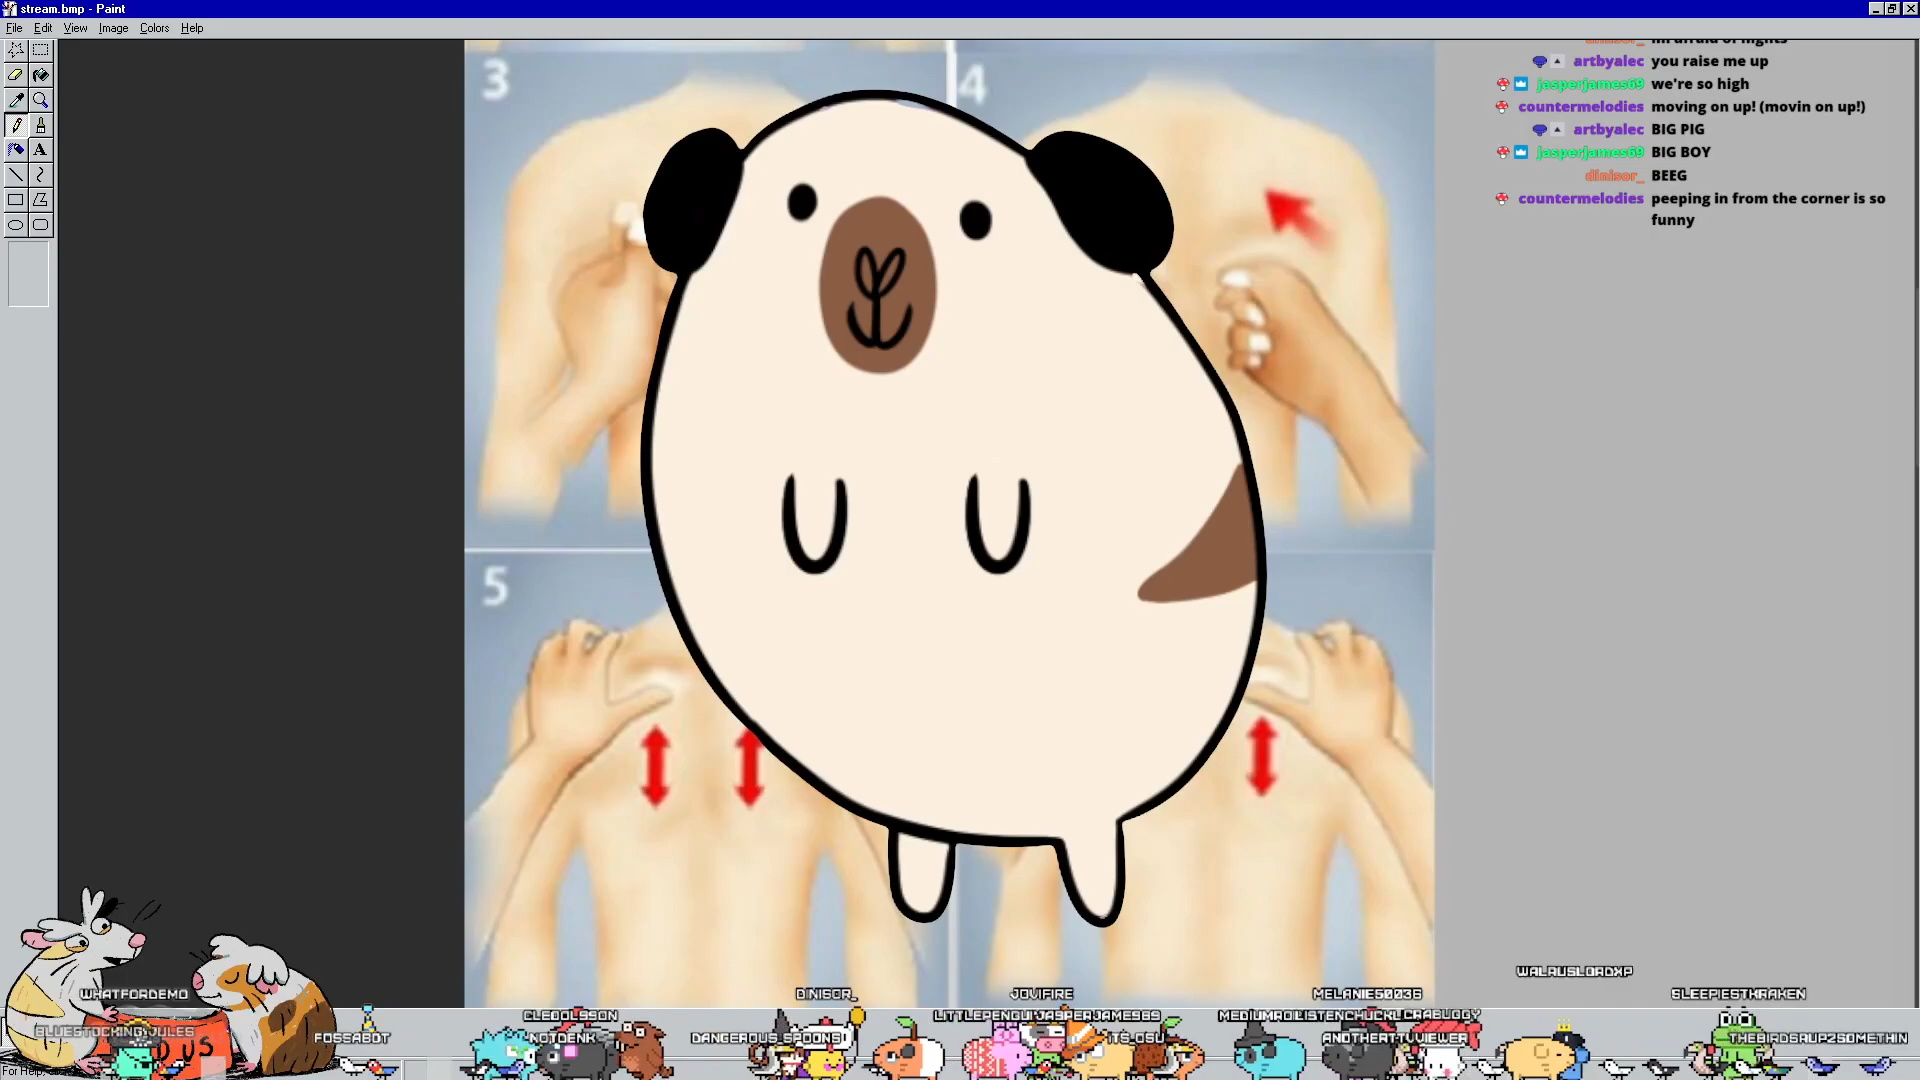 stream.bmp - Paint
File Edit View Image Colors Help
artbyalec you raise me up
jasperjames69 we're so high
countermelodies moving on up! (movin on up!)
artbyalec BIG PIG
jasperjames69 BIG BOY
dinisor_ BEEG
countermelodies peeping in from the corner is so
funny
3
4
5
A
WALRUSLORDXP
WHATFORDEMO
DINISOR_
JOVIFIRE
MELANIE50036
SLEEPIESTKRAKEN
CLEOOLSSON
BLUESTOCKING_JULES
FOSSABOT
NOTDENK
DANGEROUS_SPOONS
ITS_OSU
ANOTHERTTVVIEWER
D US
For Help,